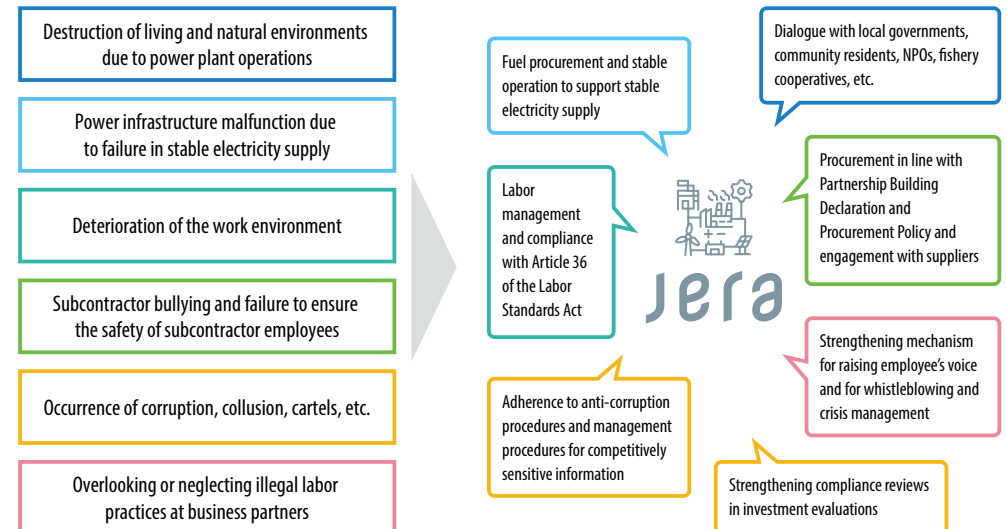 Destruction of living and natural environments
due to power plant operations
Power infrastructure malfunction due
to failure in stable electricity supply
Deterioration of the work environment
Subcontractor bullying and failure to ensure
the safety of subcontractor employees
Occurrence of corruption, collusion, cartels, etc.
Overlooking or neglecting illegal labor
practices at business partners
Fuel procurement and stable
operation to support stable
electricity supply
Dialogue with local governments,
community residents, NPOs, fishery
cooperatives, etc.
Labor
management
and compliance
with Article 36
of the Labor
Standards Act
Jera
Procurement in line with
Partnership Building
Declaration and
Procurement Policy and
engagement with suppliers
Strengthening mechanism
for raising employee's voice
and for whistleblowing and
crisis management
Adherence to anti-corruption
procedures and management
procedures for competitively
sensitive information
Strengthening compliance reviews
in investment evaluations